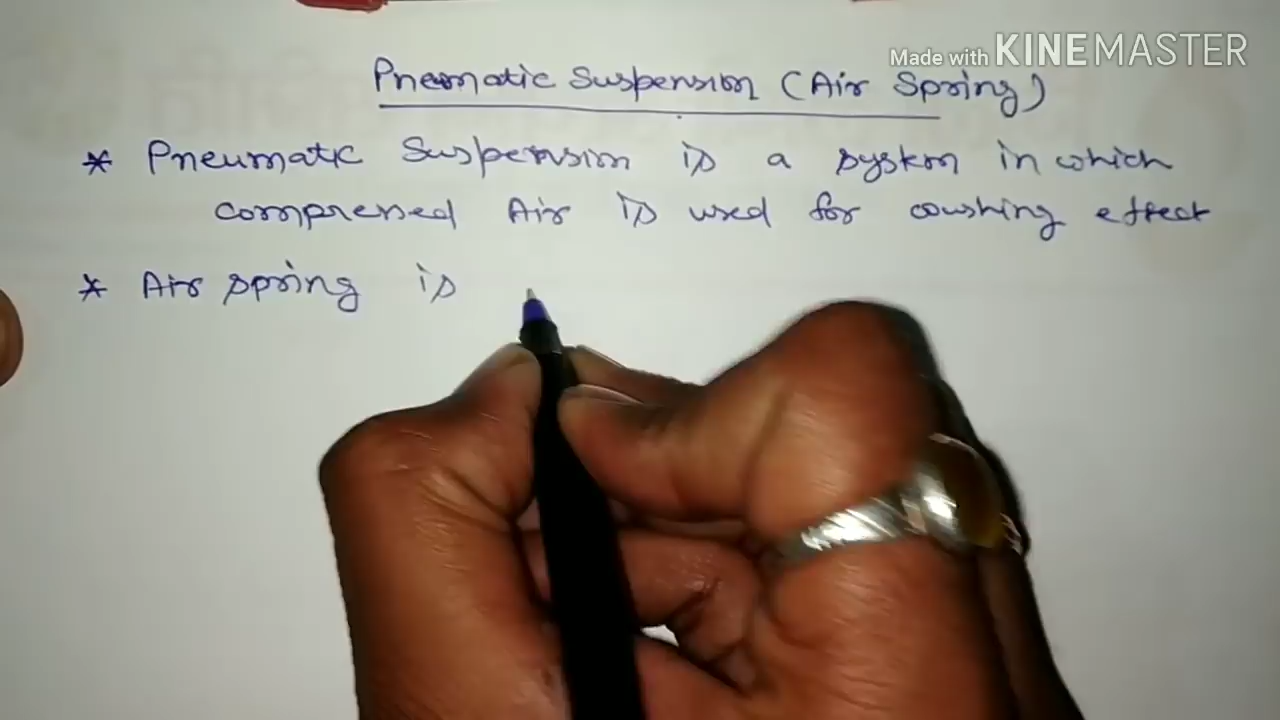 Made with KINEMASTER
Pneumatic Suspension (Air Spring)
* Pneumatic Suspension is a system in which
compressed Air is used for coushing effect
* Air spring is